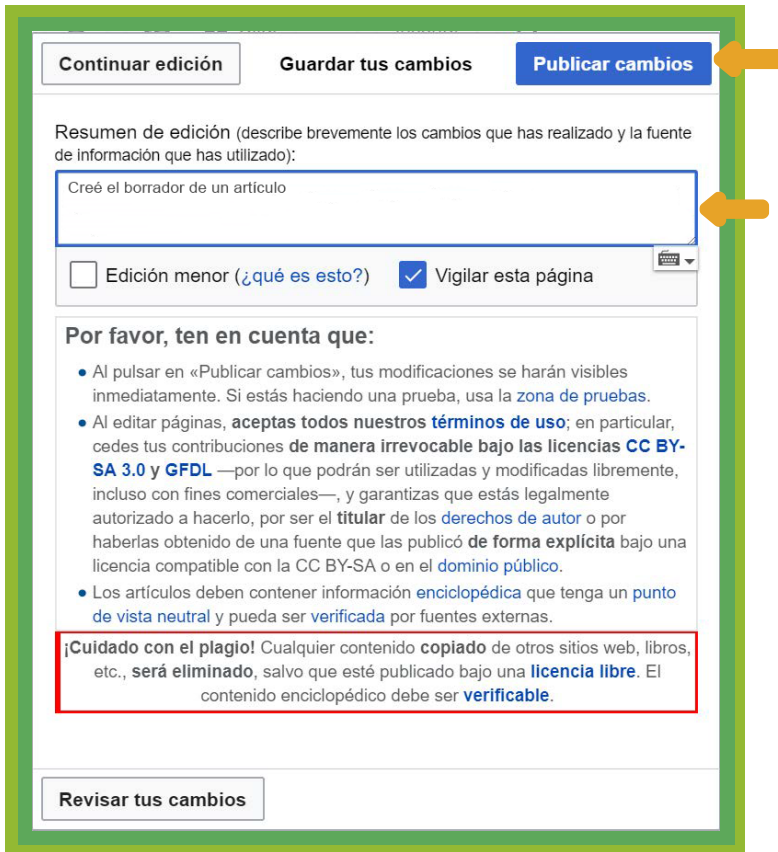 Continuar edición Guardar tus cambios Publicar cambios
Resumen de edición (describe brevemente los cambios que has realizado y la fuente
de información que has utilizado):
Creé el borrador de un artículo
Edición menor (¿qué es esto?) Vigilar esta página
Por favor, ten en cuenta que:
• Al pulsar en «Publicar cambios», tus modificaciones se harán visibles
inmediatamente. Si estás haciendo una prueba, usa la zona de pruebas.
• Al editar páginas, aceptas todos nuestros términos de uso; en particular,
cedes tus contribuciones de manera irrevocable bajo las licencias CC BY-
SA 3.0 y GFDL —por lo que podrán ser utilizadas y modificadas libremente,
incluso con fines comerciales—, y garantizas que estás legalmente
autorizado a hacerlo, por ser el titular de los derechos de autor o por
haberlas obtenido de una fuente que las publicó de forma explícita bajo una
licencia compatible con la CC BY-SA o en el dominio público.
• Los artículos deben contener información enciclopédica que tenga un punto
de vista neutral y pueda ser verificada por fuentes externas.
¡Cuidado con el plagio! Cualquier contenido copiado de otros sitios web, libros,
etc., será eliminado, salvo que esté publicado bajo una licencia libre. El
contenido enciclopédico debe ser verificable.
Revisar tus cambios